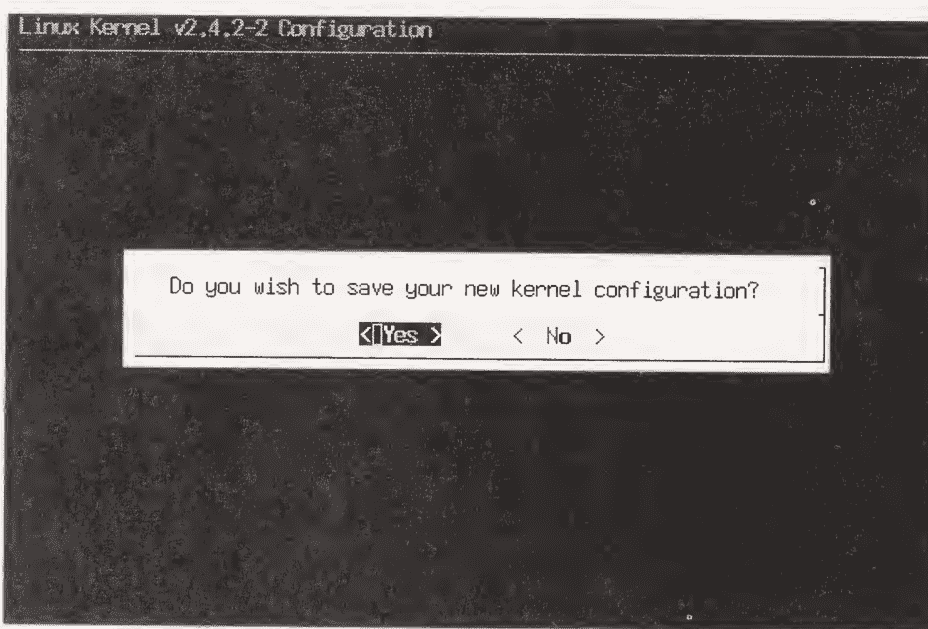 Linux Kernel v2.4.2-2 Configuration
Do you wish to save your new kernel configuration?
< Yes > < No >